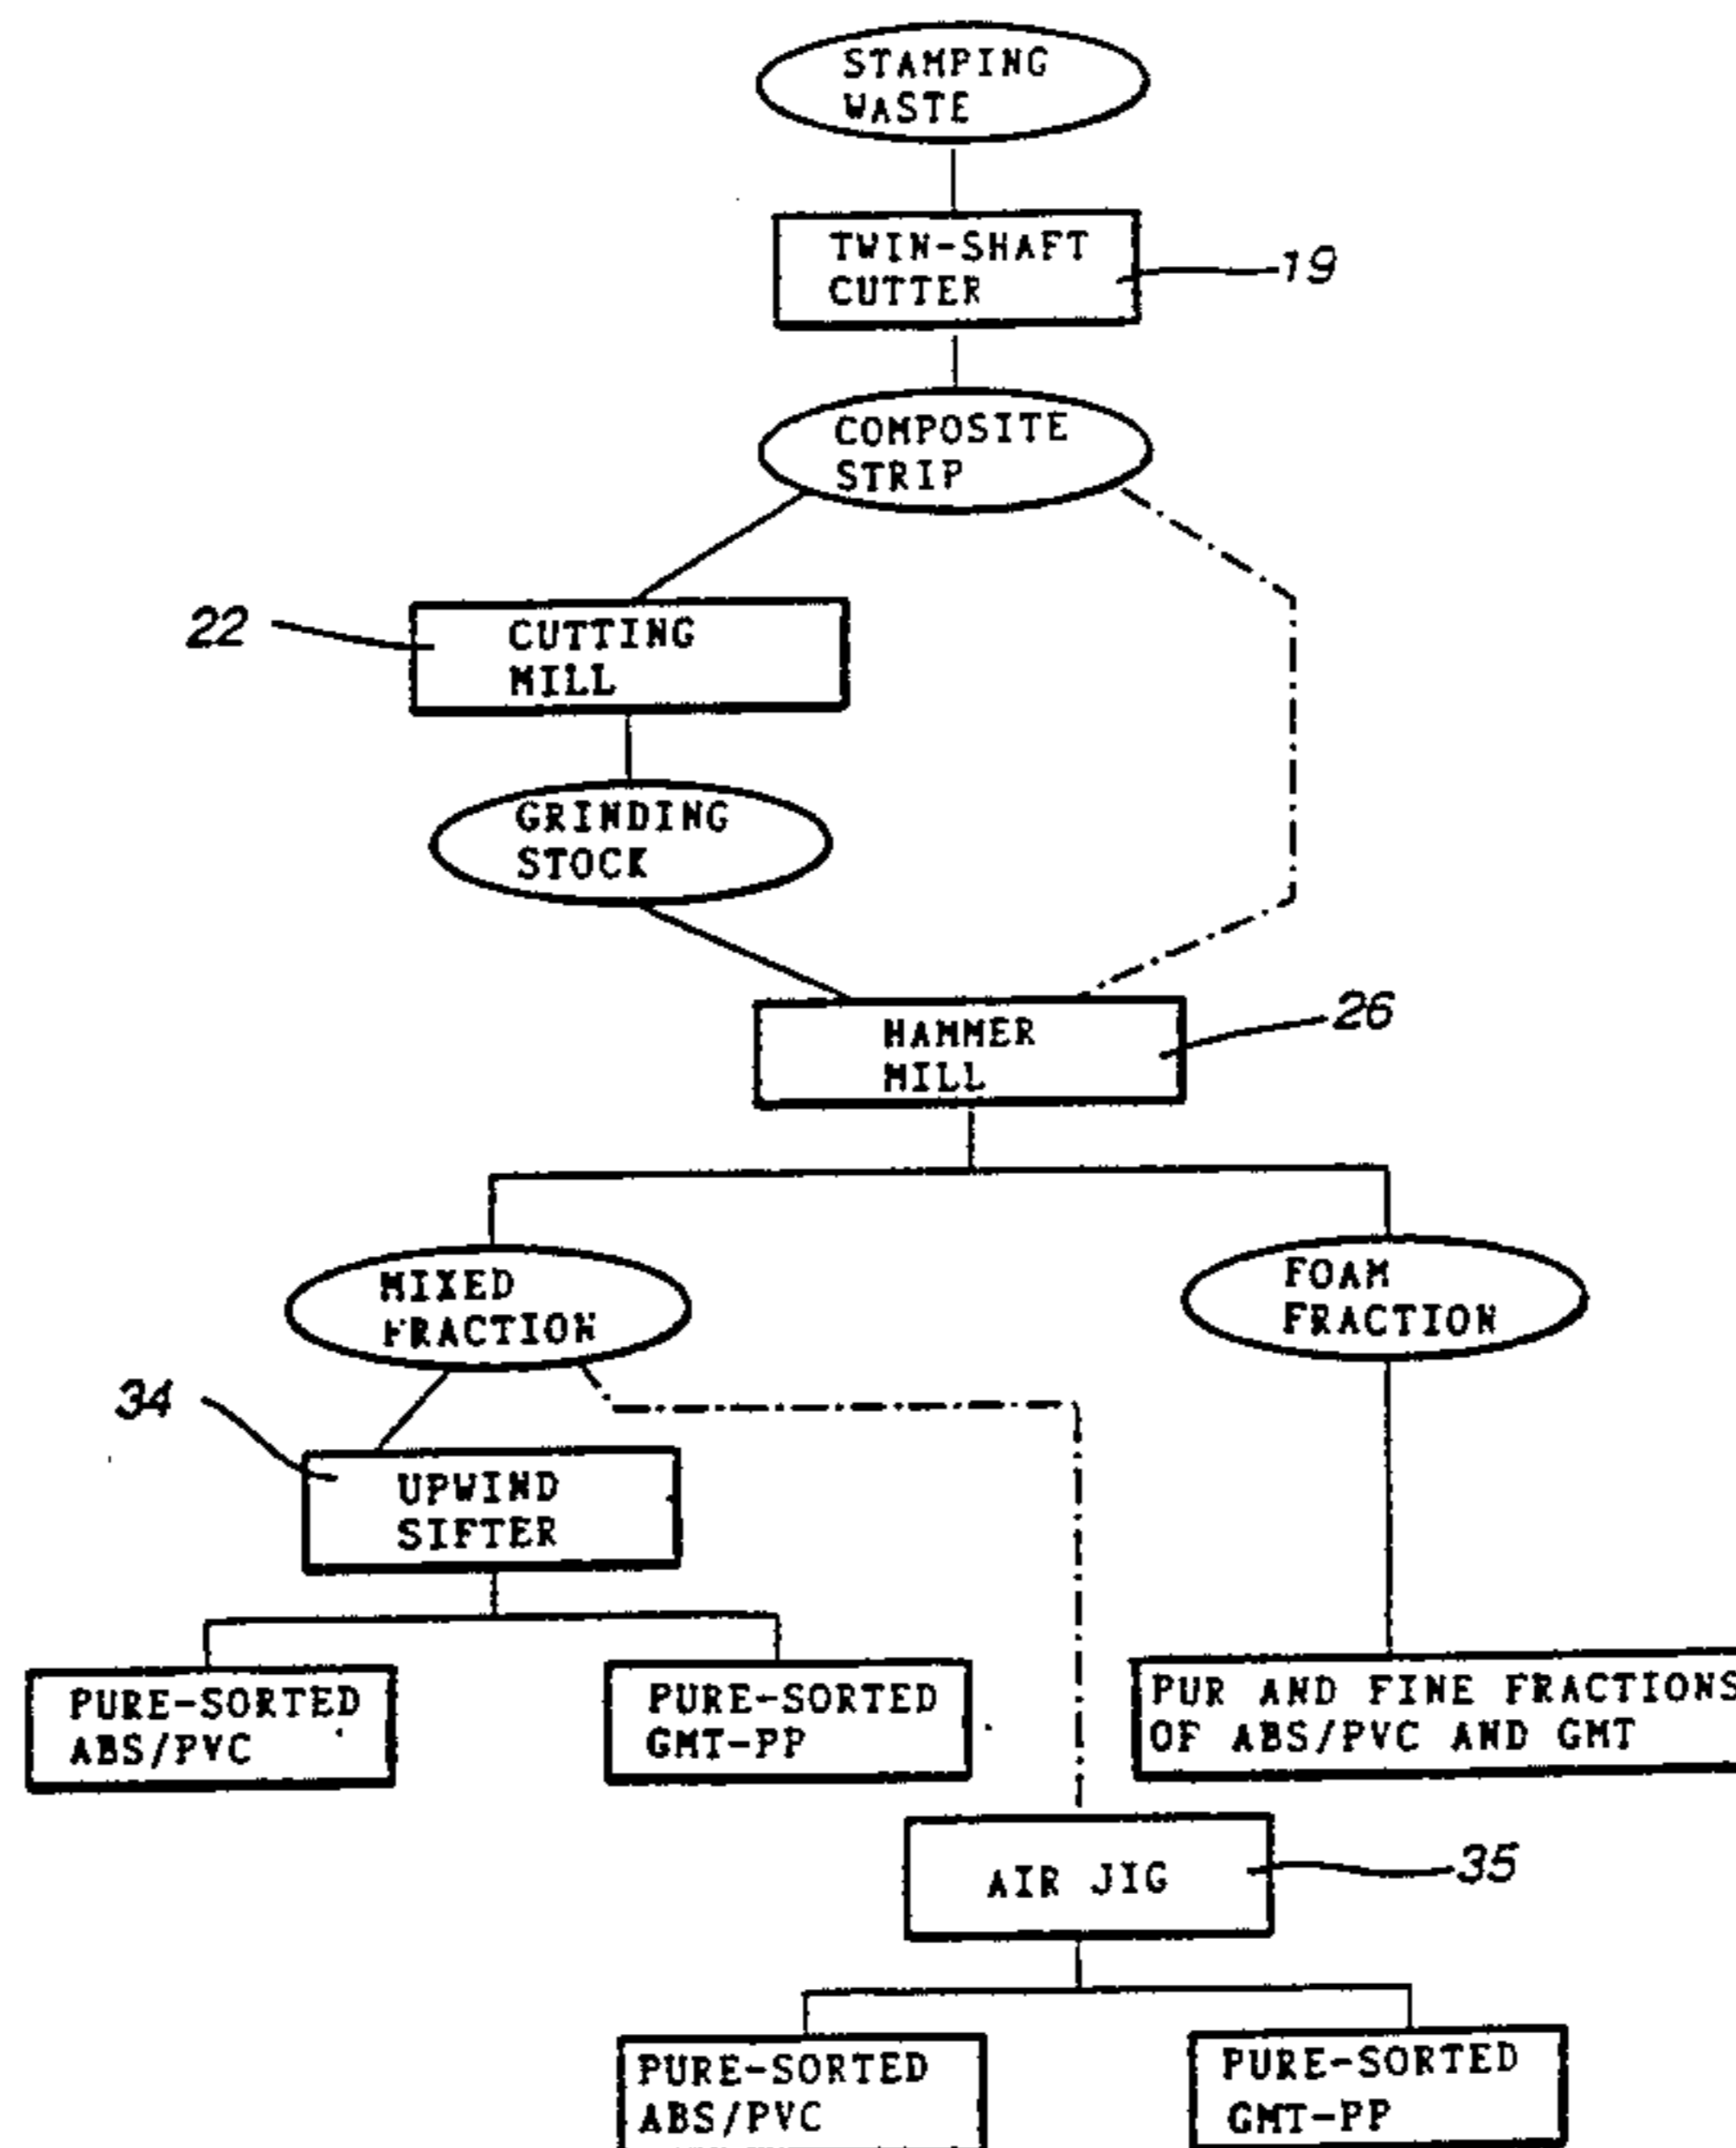 STAMPING
WASTE
TWIN-SHAFT
CUTTER
19
COMPOSITE
STRIP
22
CUTTING
MILL
GRINDING
STOCK
HAMMER
MILL
26
MIXED
FRACTION
FOAM
FRACTION
34
UPWIND
SIFTER
PURE-SORTED
ABS/PVC
PURE-SORTED
GMT-PP
PUR AND FINE FRACTIONS
OF ABS/PVC AND GMT
AIR JIG
35
PURE-SORTED
ABS/PVC
PURE-SORTED
GMT-PP